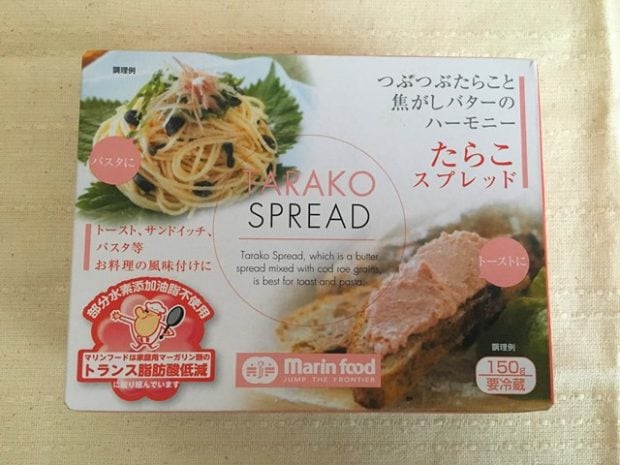 調理例
つぶつぶたらこと
焦がしバターの
ハーモニー
たらこ
スプレッド
パスタに
TARAKO
SPREAD
Tarako Spread, which is a butter
spread mixed with cod roe grains,
is best for toast and pasta.
トースト、サンドイッチ、
パスタ等
お料理の風味付けに
トーストに
部分水素添加油脂不使用
マリンフードは家庭用マーガリン類の
トランス脂肪酸低減
に取り組んでいます
marin food
JUMP THE FRONTIER
調理例
150g
要冷蔵